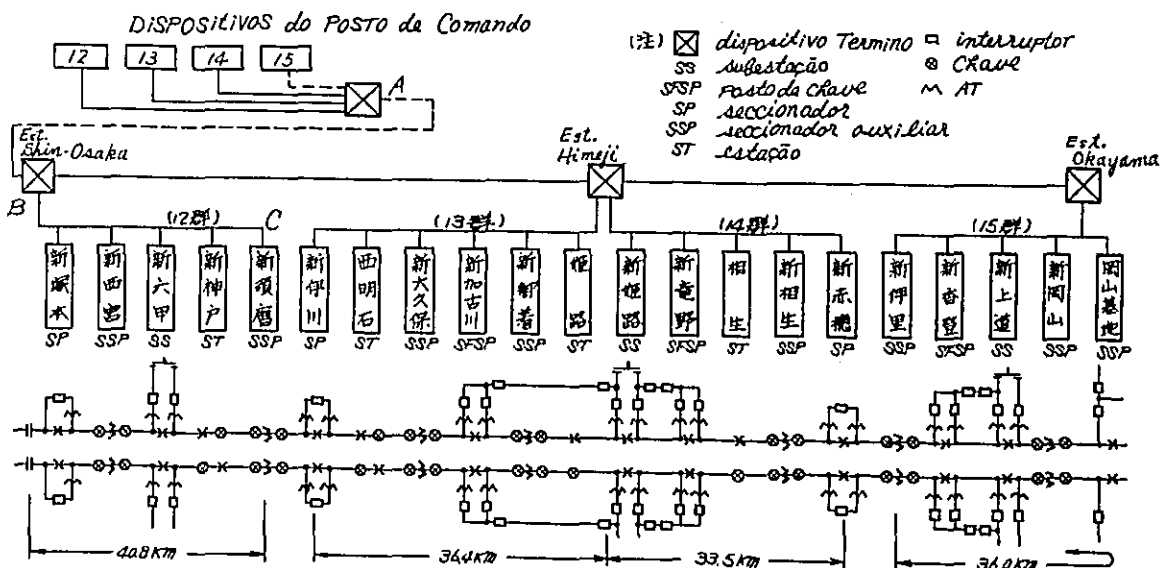 DISPOSITIVOS do POSTO de Comando
12 13 14 15
A
(注) dispositivo Termino
interruptor
SS subestação
Chave
SFSP Posto da chave
AT
SP seccionador
SSP seccionador auxiliar
ST estação
Est. Shin-Osaka
Est. Himeji
Est. Okayama
B
(12群) C (13群) (14群) (15群)
新塚本
新西宮
新六甲
新神戸
新須磨
新伊川
西明石
新大久保
新加古川
新御着
姫路
新姫路
新竜野
相生
新相生
新赤穂
新伊里
新香登
新上道
新岡山
岡山基地
SP SSP SS ST SSP SP ST SSP SFSP SSP ST SS SFSP ST SSP SP SSP SFSP SS SSP SSP
40.8KM 36.4KM 33.5KM 36.0KM